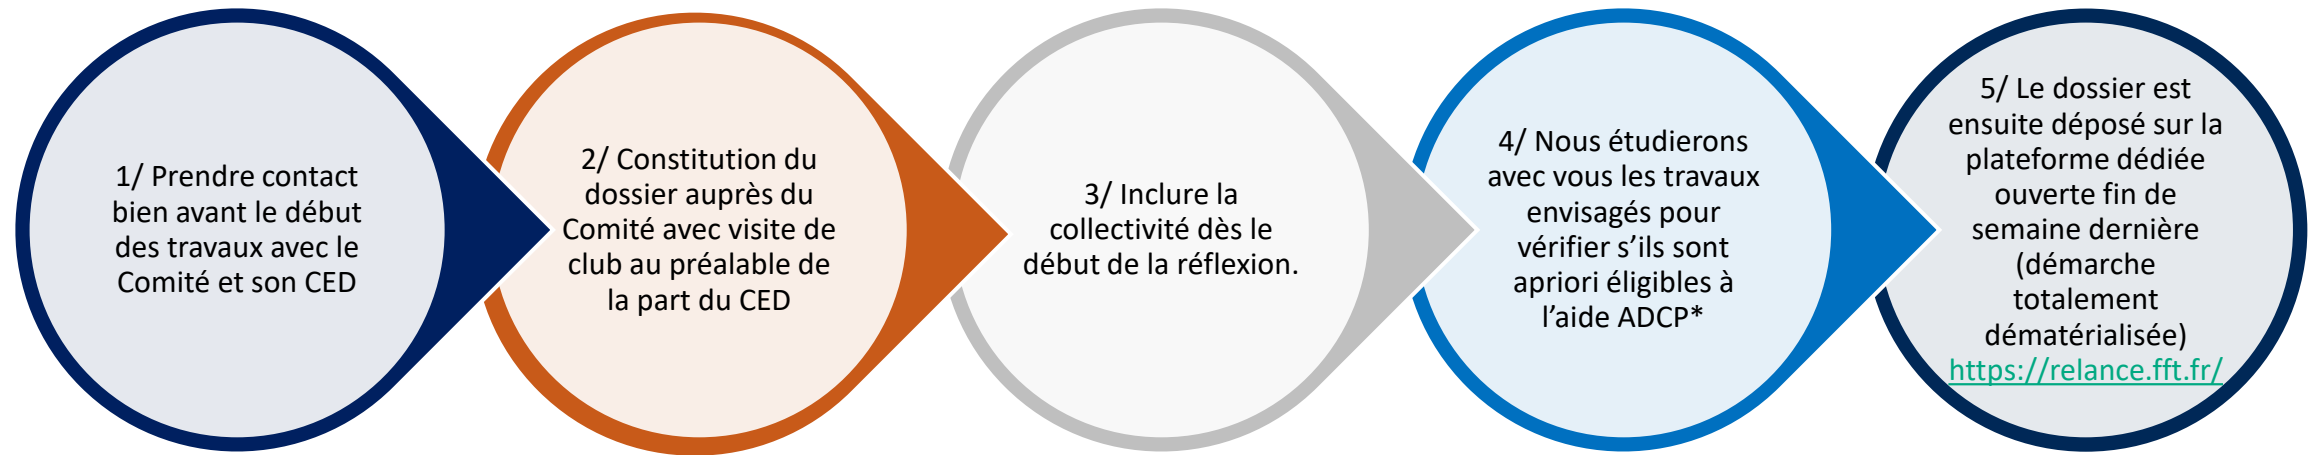 1/ Prendre contact
bien avant le début
des travaux avec le
Comité et son CED
2/ Constitution du
dossier auprès du
Comité avec visite de
club au préalable de
la part du CED
3/ Inclure la
collectivité dès le
début de la réflexion.
4/ Nous étudierons
avec vous les travaux
envisagés pour
vérifier s’ils sont
apriori éligibles à
l’aide ADCP*
5/ Le dossier est
ensuite déposé sur la
plateforme dédiée
ouverte fin de
semaine dernière
(démarche
totalement
dématérialisée)
https://relance.fft.fr/